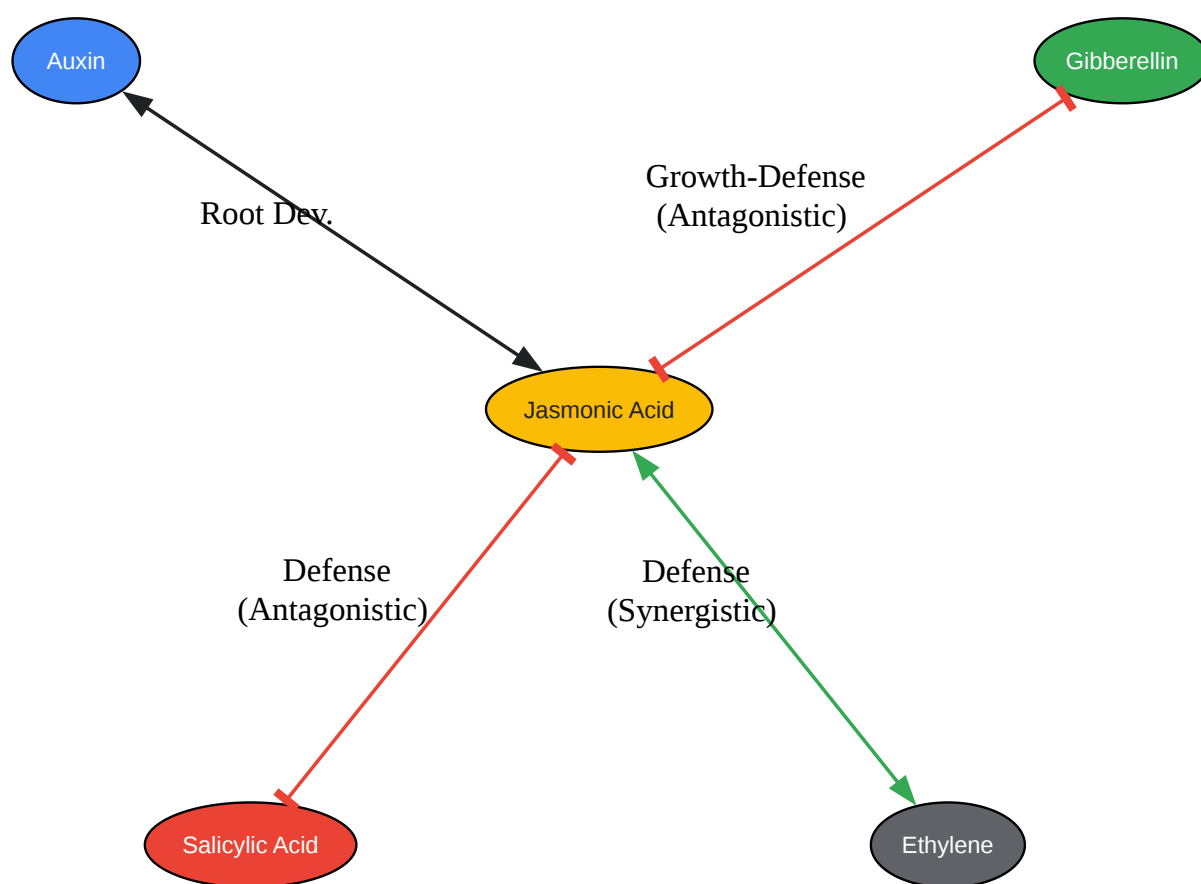 Auxin
Gibberellin
Growth-Defense
(Antagonistic)
Root Dev.
Jasmonic Acid
Defense
(Antagonistic)
Defense
(Synergistic)
Salicylic Acid
Ethylene